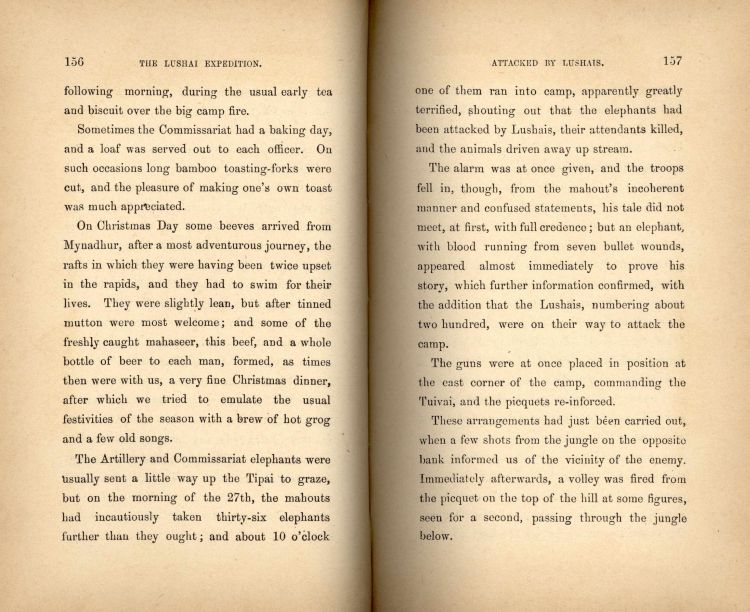 156
THE LUSHAI EXPEDITION.
following morning, during the usual early tea
and biscuit over the big camp fire.
Sometimes the Commissariat had a baking day,
and a loaf was served out to each officer. On
such occasions long bamboo toasting-forks were
cut, and the pleasure of making one's own toast
was much appreciated.
On Christmas Day some beeves arrived from
Mynadhur, after a most adventurous journey, the
rafts in which they were having been twice upset
in the rapids, and they had to swim for their
lives. They were slightly lean, but after tinned
mutton were most welcome; and some of the
freshly caught mahaseer, this beef, and a whole
bottle of beer to each man, formed, as times
then were with us, a very fine Christmas dinner,
after which we tried to emulate the usual
festivities of the season with a brew of hot grog
and a few old songs.
The Artillery and Commissariat elephants were
usually sent a little way up the Tipai to graze,
but on the morning of the 27th, the mahouts
had incautiously taken thirty-six elephants
further than they ought; and about 10 o'clock
ATTACKED BY LUSHAIS.
157
one of them ran into camp, apparently greatly
terrified, shouting out that the elephants had
been attacked by Lushais, their attendants killed,
and the animals driven away up stream.
The alarm was at once given, and the troops
fell in, though, from the mahout's incoherent
manner and confused statements, his tale did not
meet, at first, with full credence; but an elephant,
with blood running from seven bullet wounds,
appeared almost immediately to prove his
story, which further information confirmed, with
the addition that the Lushais, numbering about
two hundred, were on their way to attack the
camp.
The guns were at once placed in position at
the east corner of the camp, commanding the
Tuivai, and the picquets re-inforced.
These arrangements had just been carried out,
when a few shots from the jungle on the opposite
bank informed us of the vicinity of the enemy.
Immediately afterwards, a volley was fired from
the picquet on the top of the hill at some figures,
seen for a second, passing through the jungle
below.